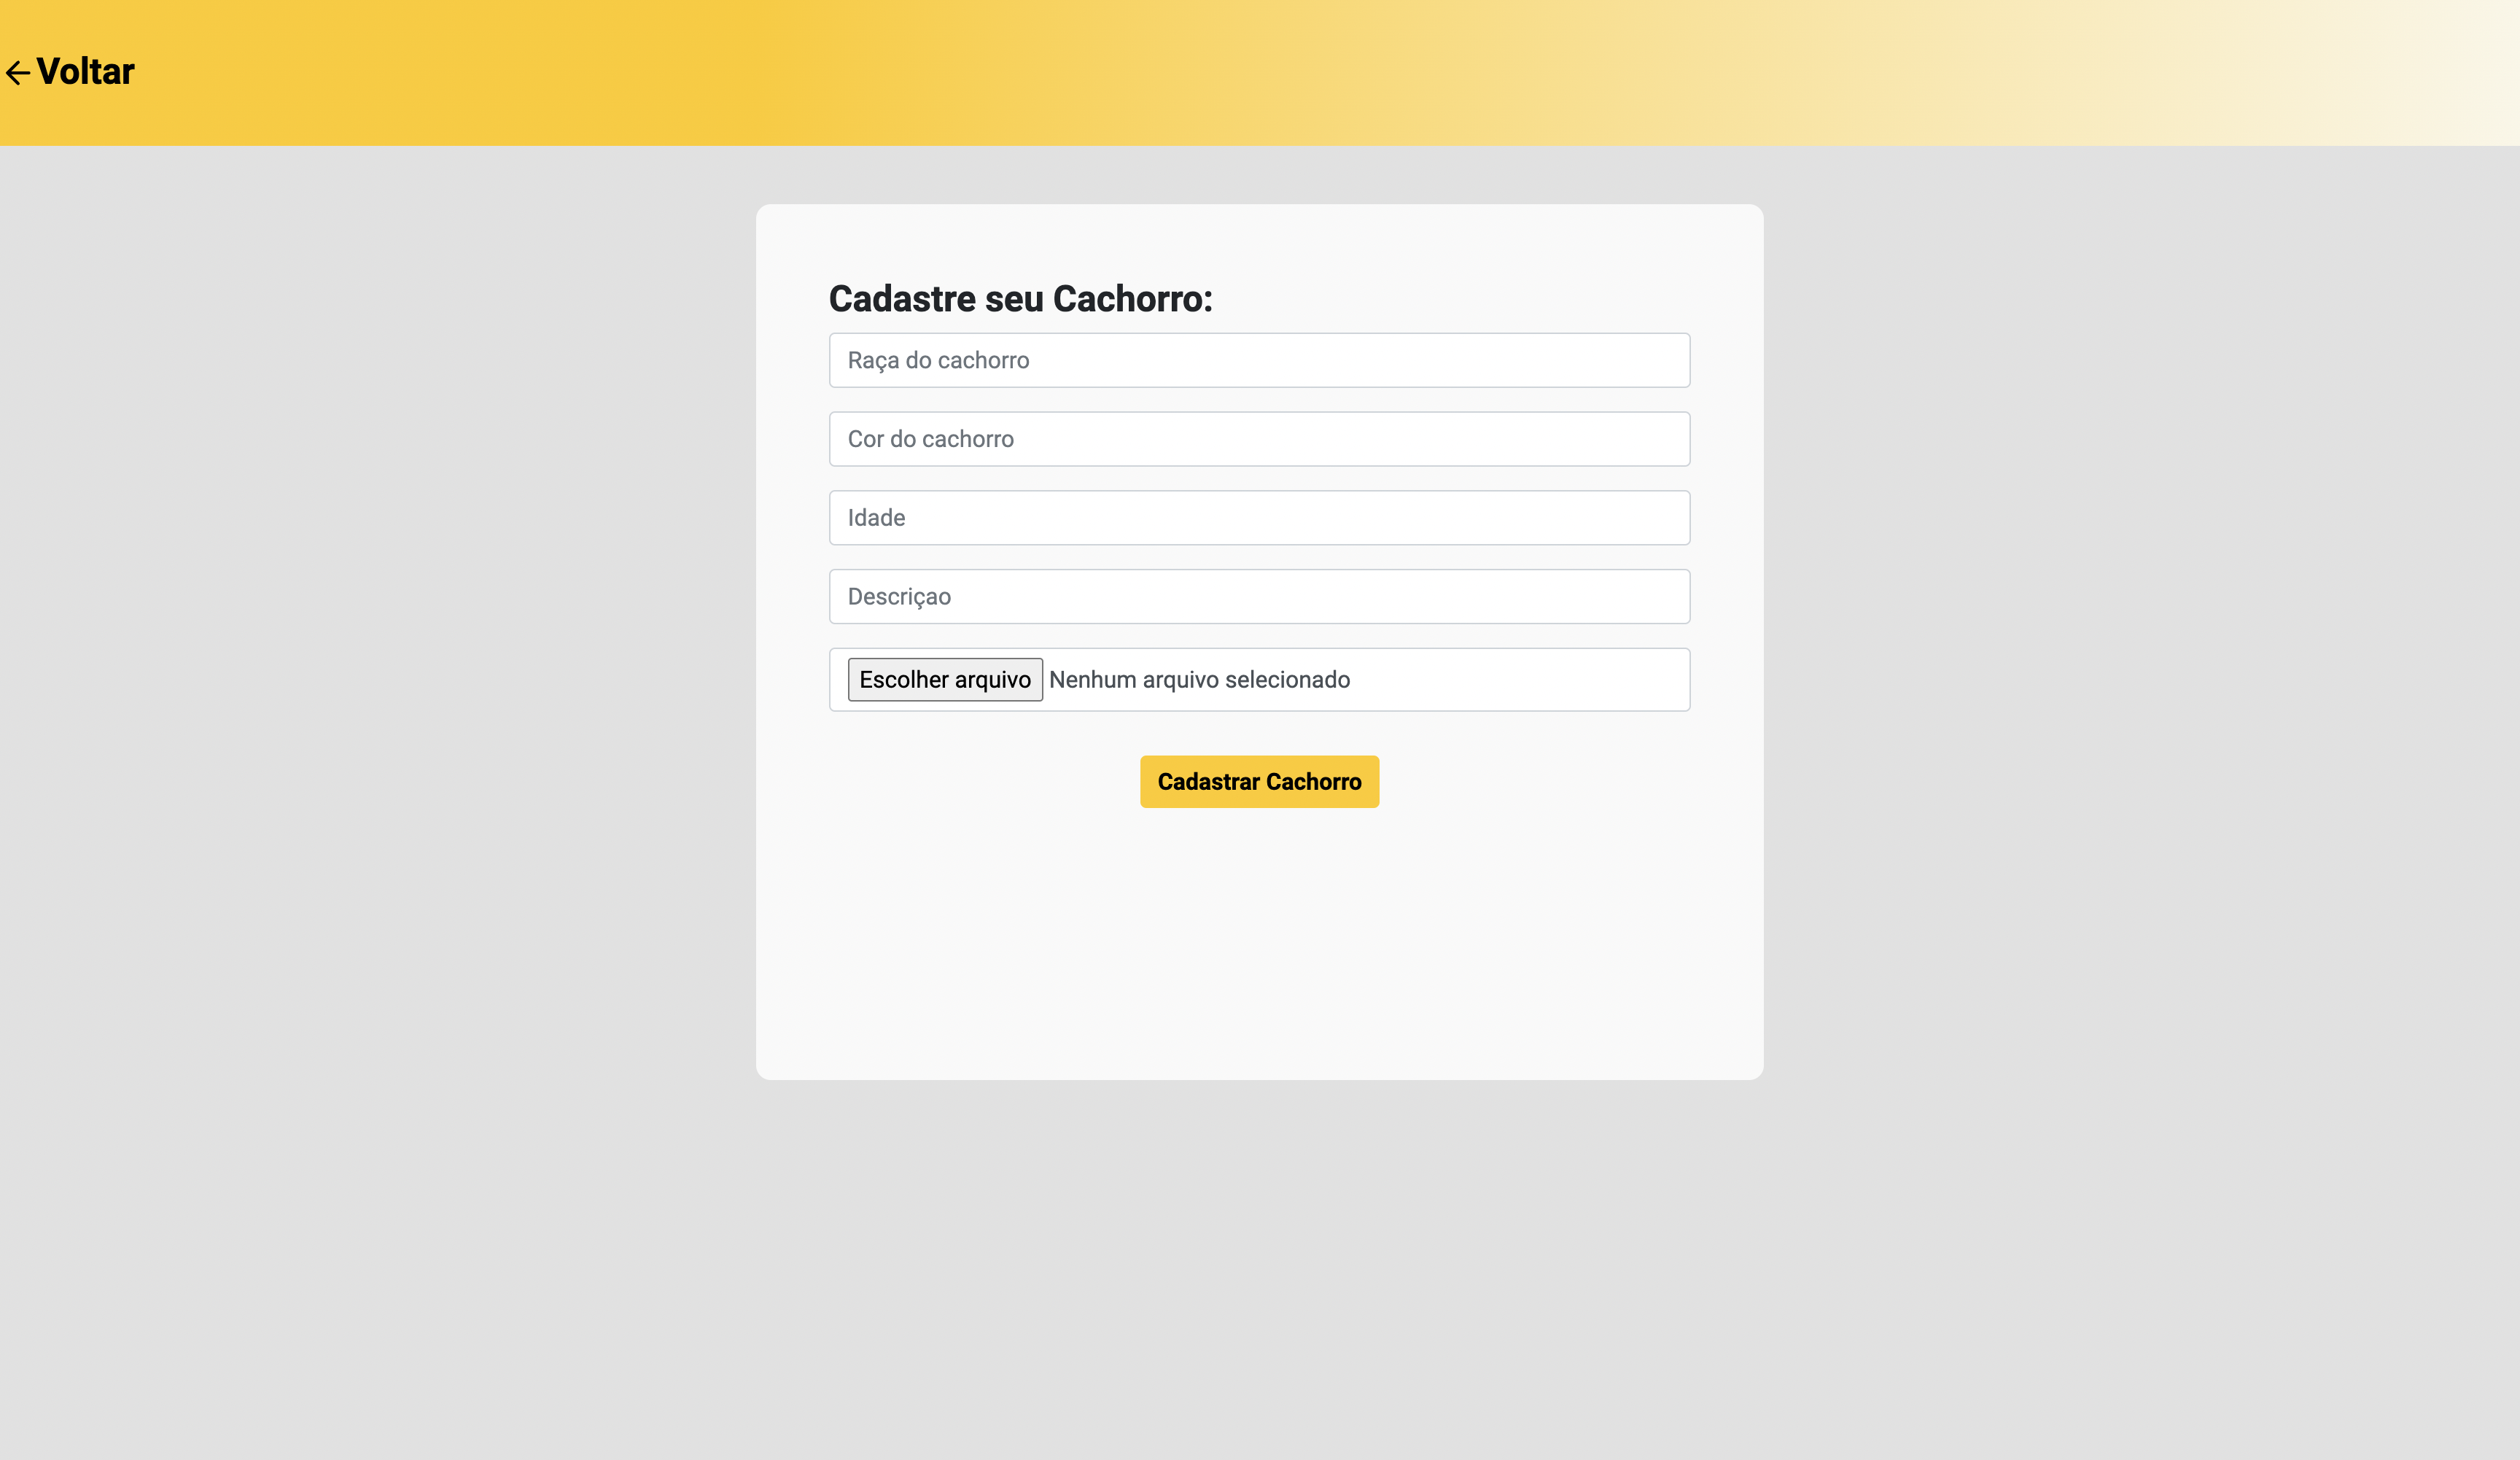 Voltar
Cadastre seu Cachorro:
Raça do cachorro
Cor do cachorro
Idade
Descriçao
Escolher arquivo Nenhum arquivo selecionado
Cadastrar Cachorro